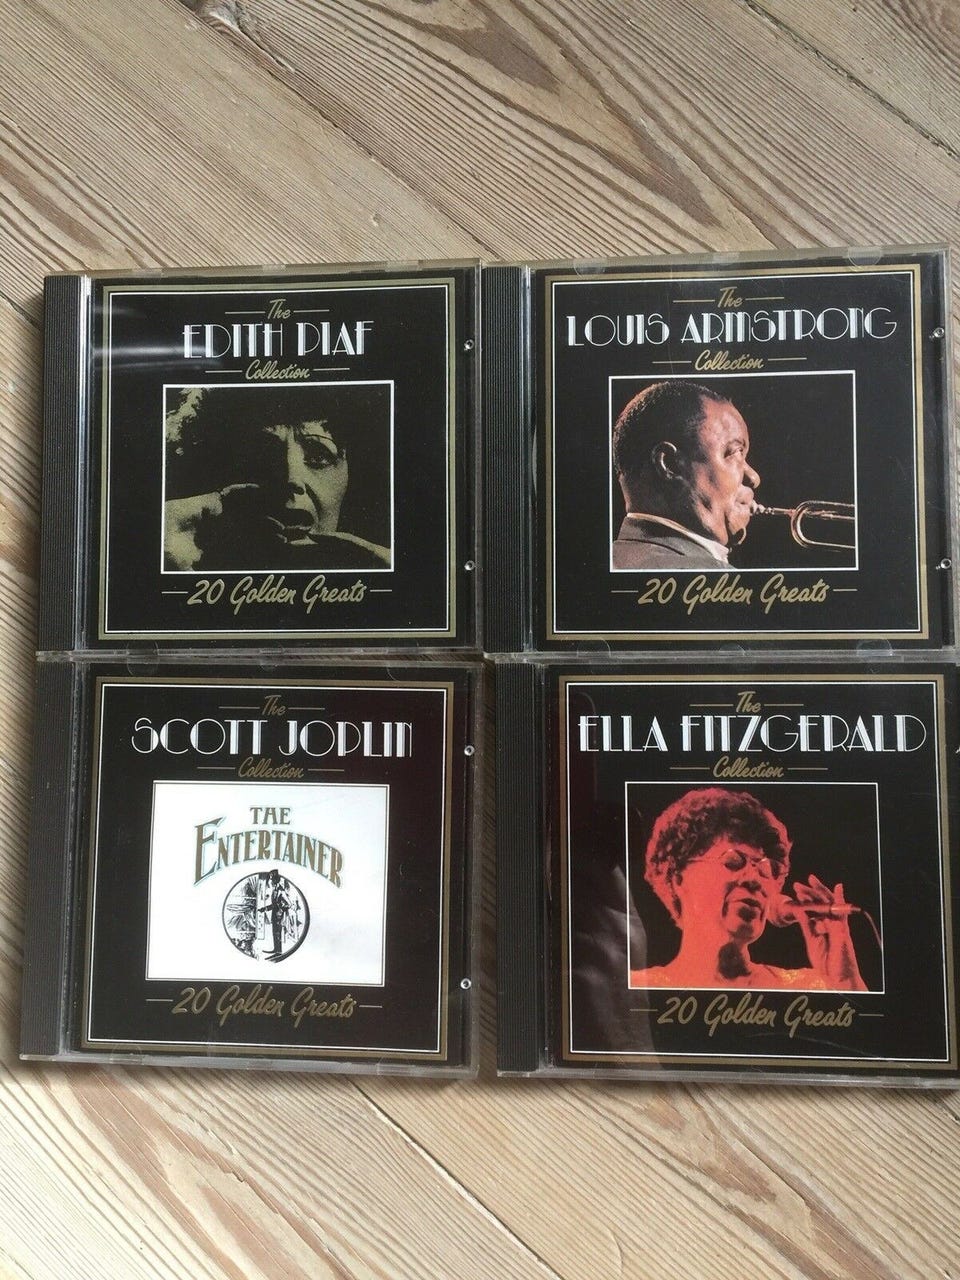 The
EDITH PIAF
Collection
20 Golden Greats
The
LOUIS ARMSTRONG
Collection
20 Golden Greats
The
SCOTT JOPLIN
Collection
THE
ENTERTAINER
20 Golden Greats
The
ELLA FITZGERALD
Collection
20 Golden Greats